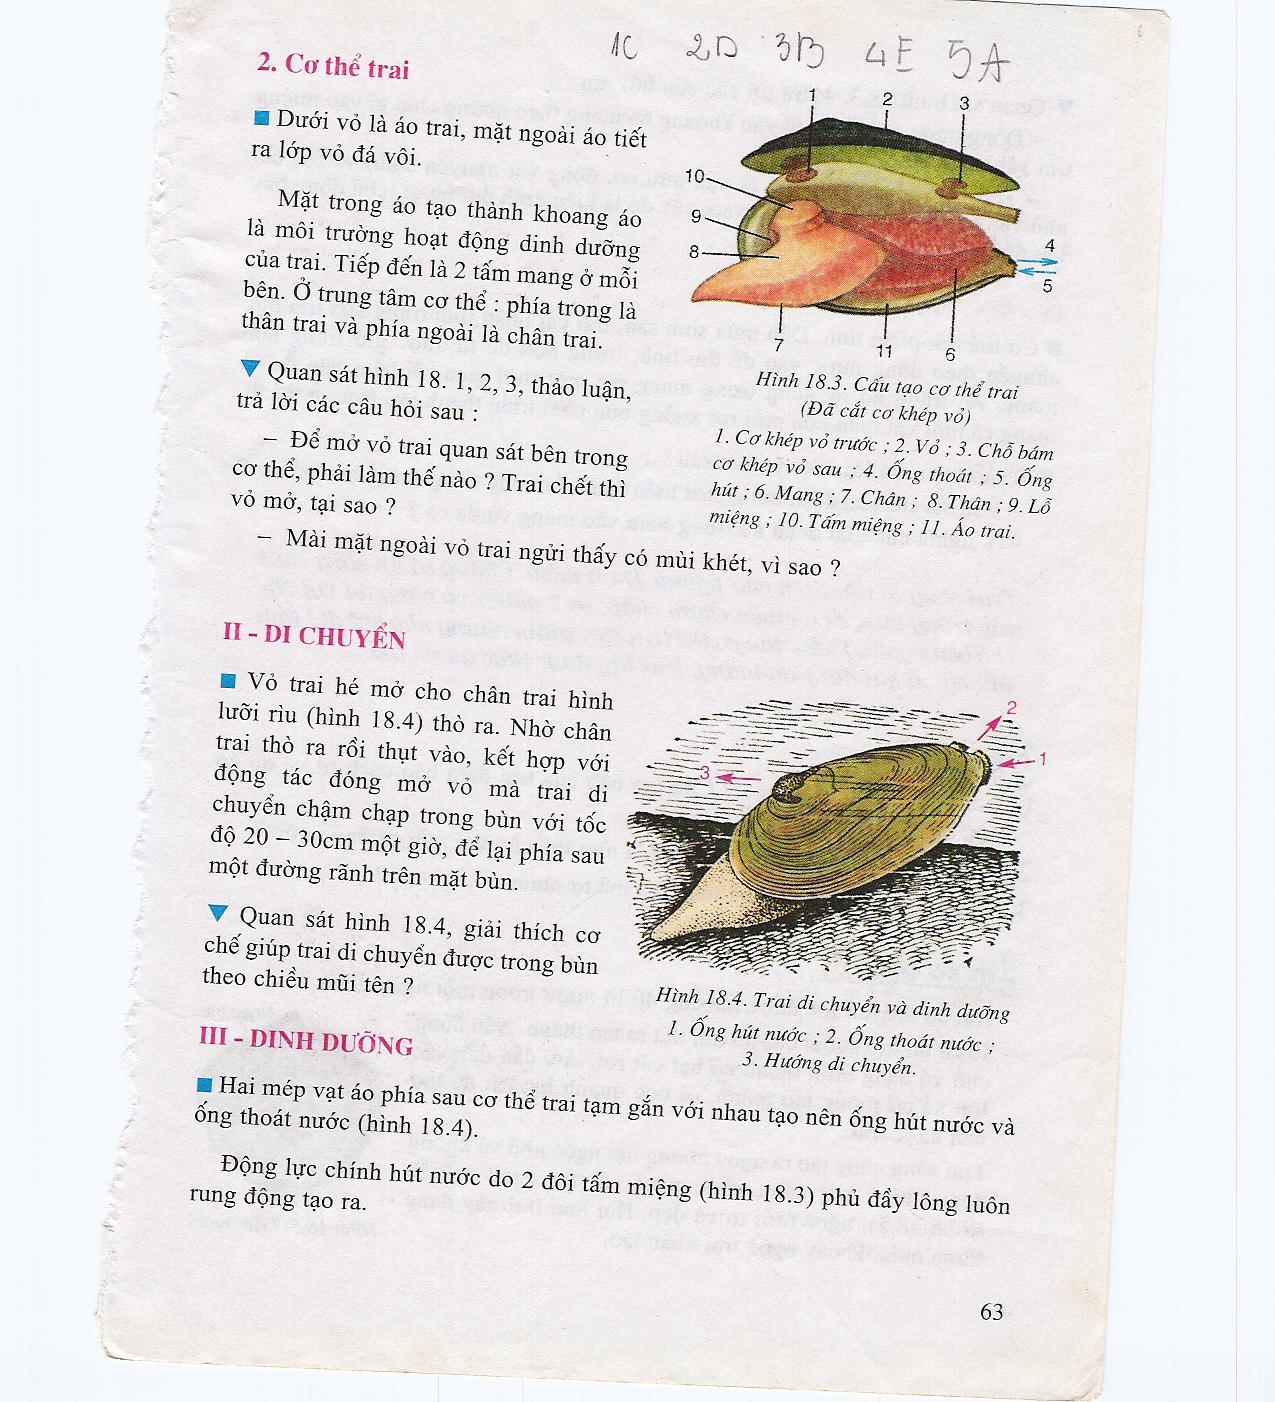 1C 2D 3B 4E 5A
2. Cơ thể trai
■ Dưới vỏ là áo trai, mặt ngoài áo tiết
ra lớp vỏ đá vôi.
Mặt trong áo tạo thành khoang áo
là môi trường hoạt động dinh dưỡng
của trai. Tiếp đến là 2 tấm mang ở mỗi
bên. Ở trung tâm cơ thể : phía trong là
thân trai và phía ngoài là chân trai.
▼ Quan sát hình 18. 1, 2, 3, thảo luận,
trả lời các câu hỏi sau :
– Để mở vỏ trai quan sát bên trong
cơ thể, phải làm thế nào ? Trai chết thì
vỏ mở, tại sao ?
– Mài mặt ngoài vỏ trai ngửi thấy có mùi khét, vì sao ?
1
2
3
10
9
8
4
5
7
11
6
Hình 18.3. Cấu tạo cơ thể trai
(Đã cắt cơ khép vỏ)
1. Cơ khép vỏ trước ; 2. Vỏ ; 3. Chỗ bám
cơ khép vỏ sau ; 4. Ống thoát ; 5. Ống
hút ; 6. Mang ; 7. Chân ; 8. Thân ; 9. Lỗ
miệng ; 10. Tấm miệng ; 11. Áo trai.
II - DI CHUYỂN
■ Vỏ trai hé mở cho chân trai hình
lưỡi rìu (hình 18.4) thò ra. Nhờ chân
trai thò ra rồi thụt vào, kết hợp với
động tác đóng mở vỏ mà trai di
chuyển chậm chạp trong bùn với tốc
độ 20 – 30cm một giờ, để lại phía sau
một đường rãnh trên mặt bùn.
▼ Quan sát hình 18.4, giải thích cơ
chế giúp trai di chuyển được trong bùn
theo chiều mũi tên ?
2
1
3
Hình 18.4. Trai di chuyển và dinh dưỡng
1. Ống hút nước ; 2. Ống thoát nước ;
3. Hướng di chuyển.
III - DINH DƯỠNG
■ Hai mép vạt áo phía sau cơ thể trai tạm gắn với nhau tạo nên ống hút nước và
ống thoát nước (hình 18.4).
Động lực chính hút nước do 2 đôi tấm miệng (hình 18.3) phủ đầy lông luôn
rung động tạo ra.
63